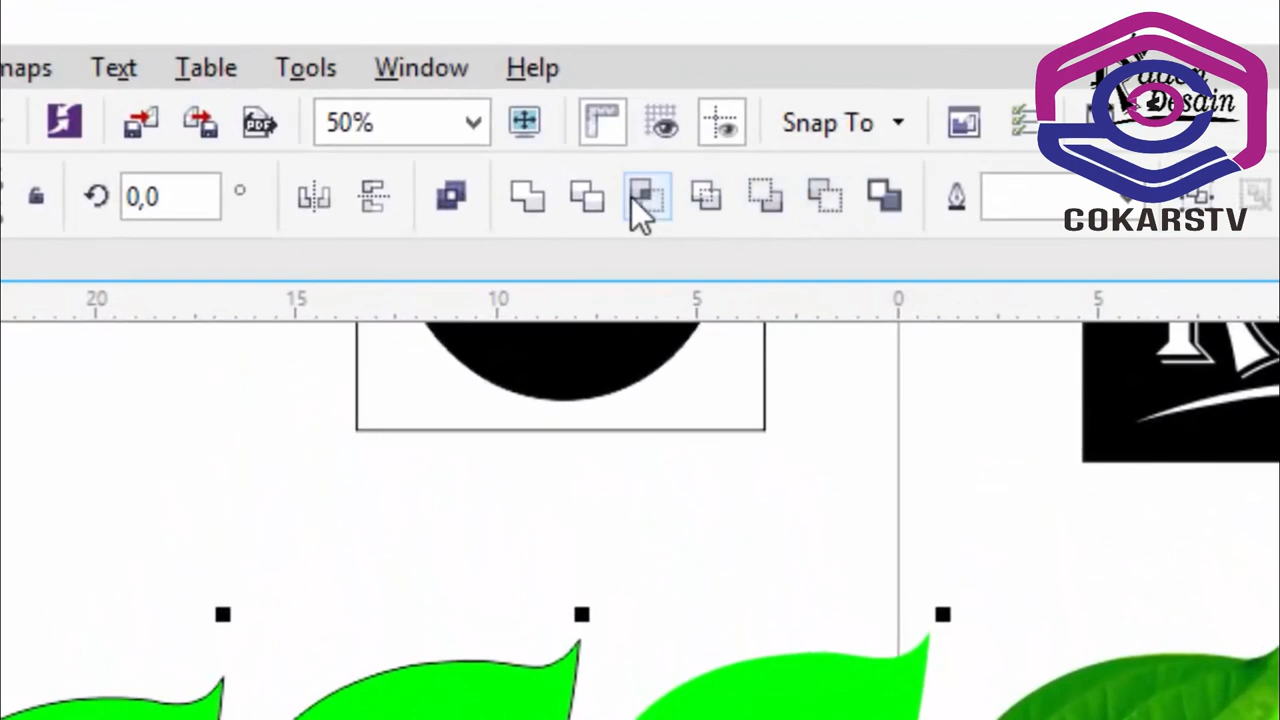 naps Text Table Tools Window Help
PDF 50% Snap To
0,0 °
Desain
COKARSTV
20 15 10 5 0 5